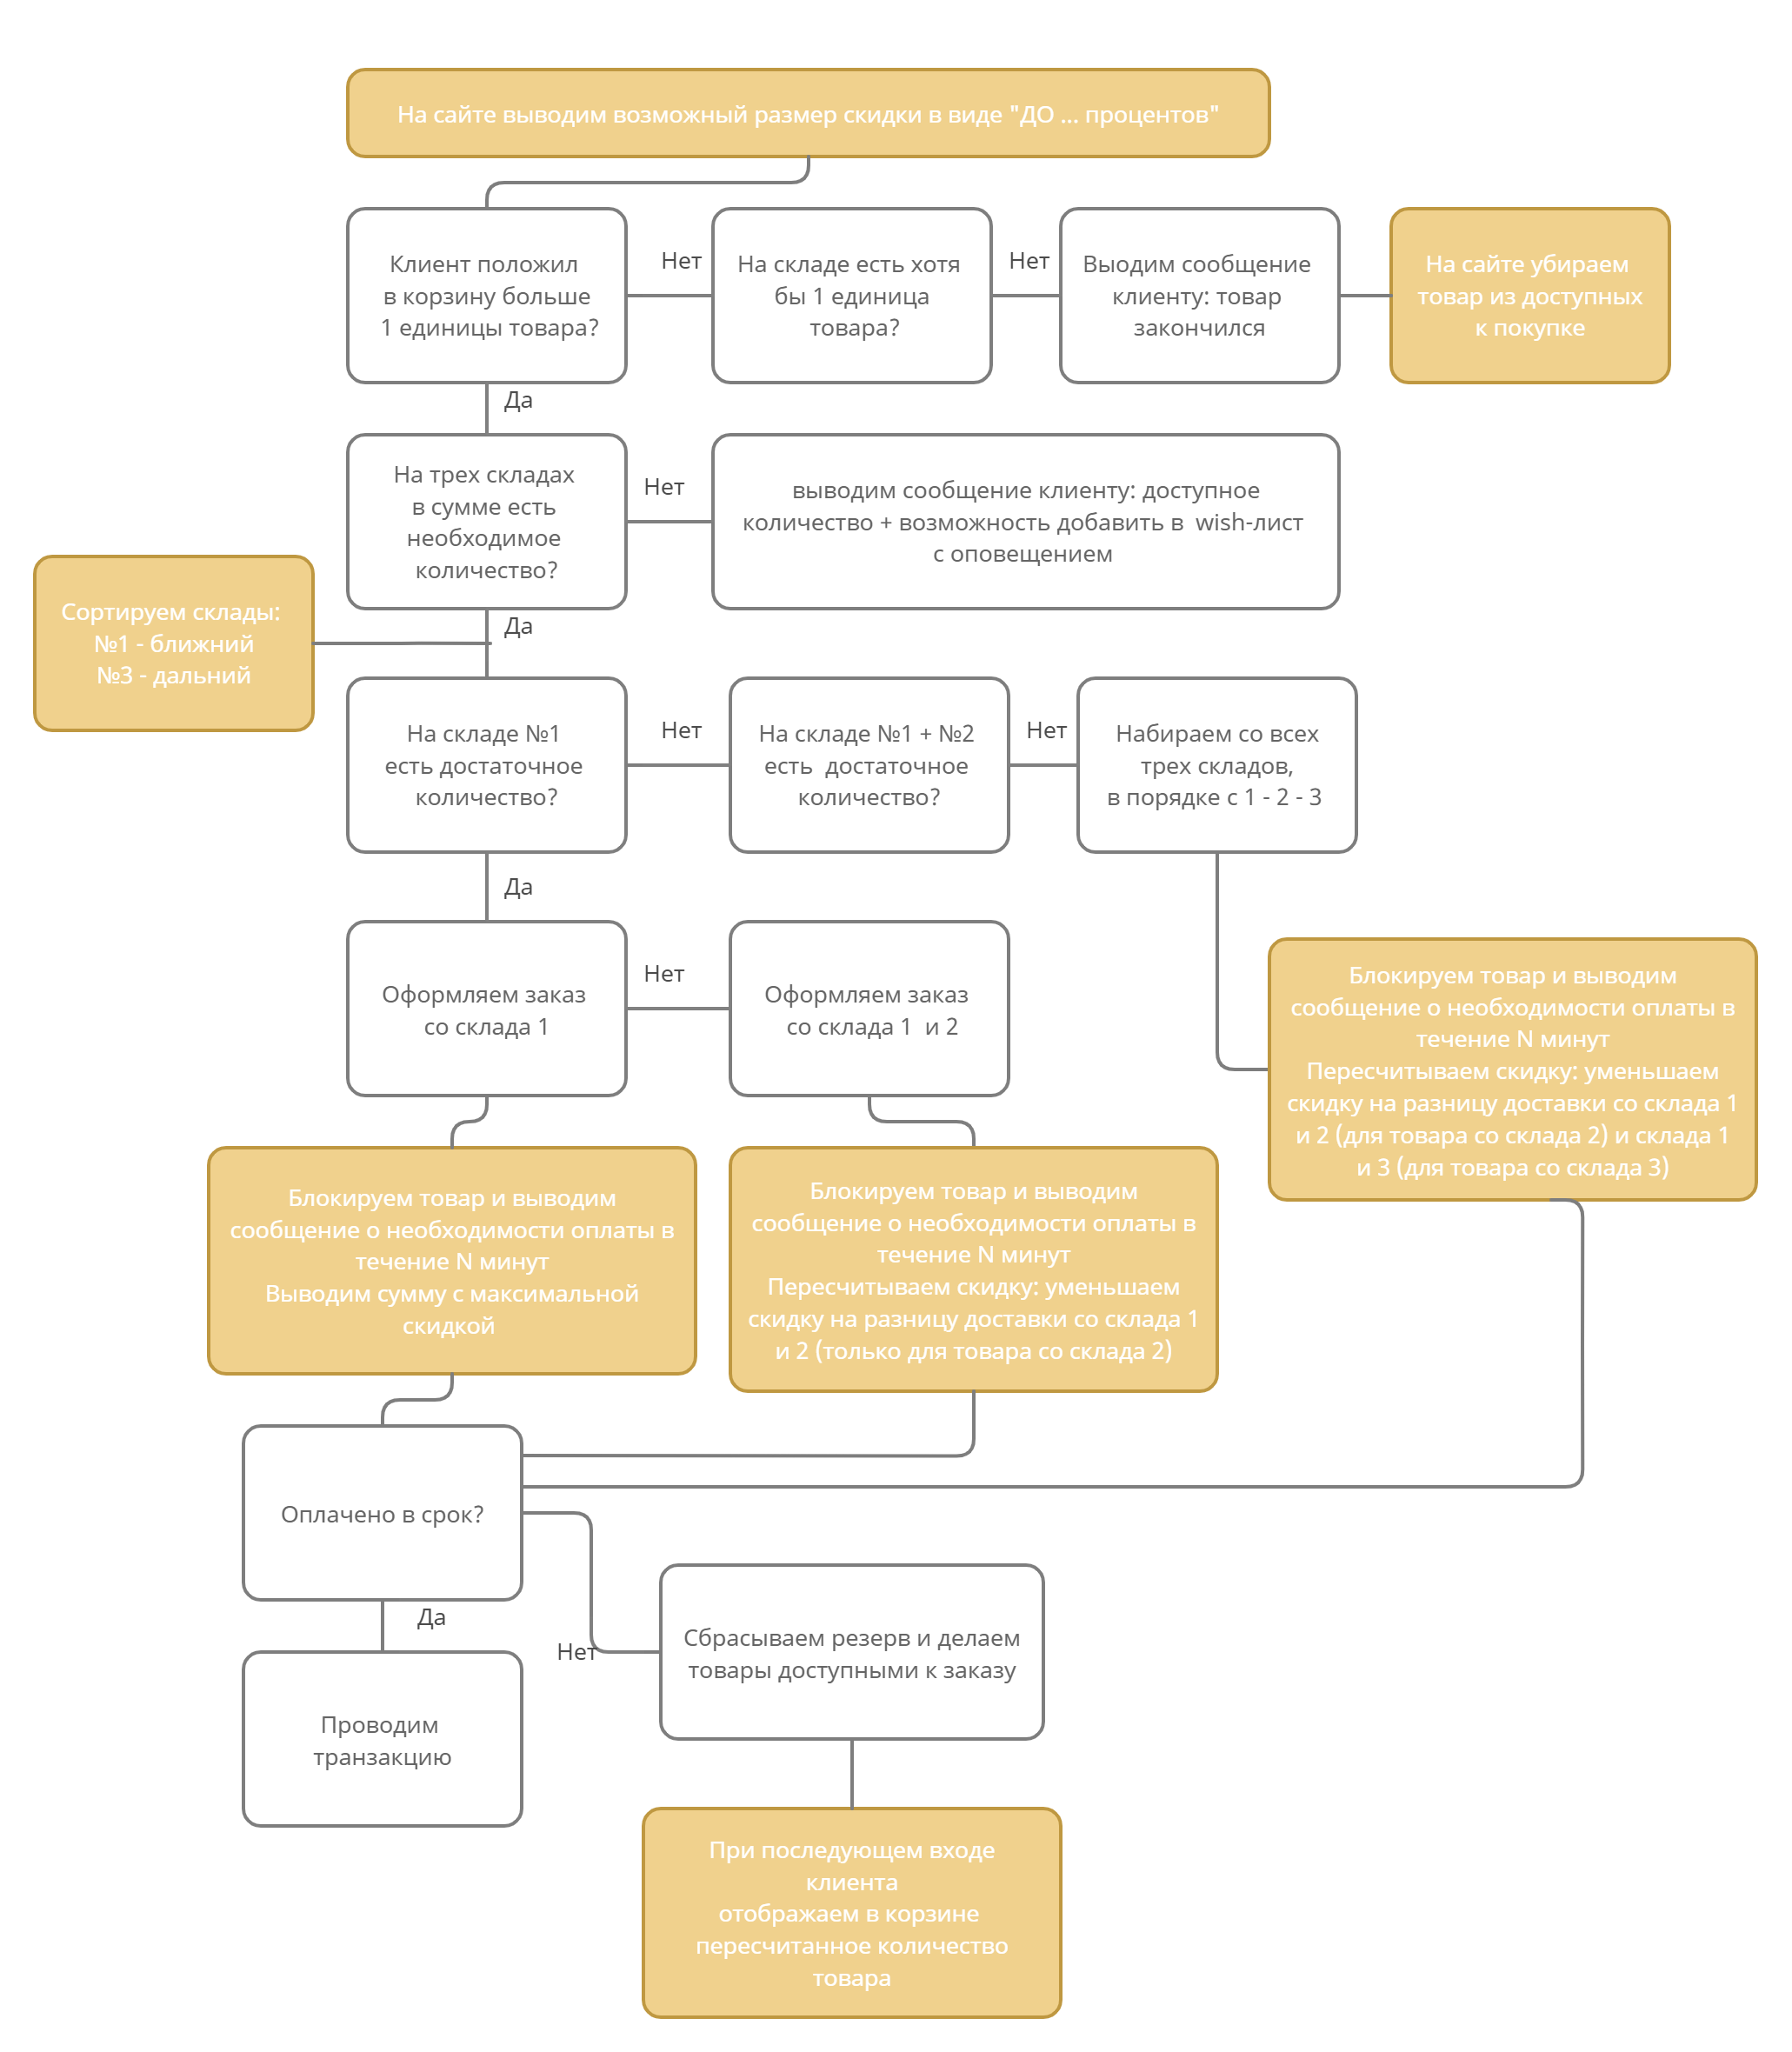 На сайте выводим возможный размер скидки в виде "ДО ... процентов"
Клиент положил
в корзину больше
1 единицы товара?
Нет
На складе есть хотя
бы 1 единица
товара?
Нет
Выодим сообщение
клиенту: товар
закончился
На сайте убираем
товар из доступных
к покупке
Да
На трех складах
в сумме есть
необходимое
количество?
Нет
выводим сообщение клиенту: доступное
количество + возможность добавить в wish-лист
с оповещением
Сортируем склады:
№1 - ближний
№3 - дальний
Да
На складе №1
есть достаточное
количество?
Нет
На складе №1 + №2
есть достаточное
количество?
Нет
Набираем со всех
трех складов,
в порядке с 1 - 2 - 3
Да
Оформляем заказ
со склада 1
Нет
Оформляем заказ
со склада 1 и 2
Блокируем товар и выводим
сообщение о необходимости оплаты в
течение N минут
Пересчитываем скидку: уменьшаем
скидку на разницу доставки со склада 1
и 2 (для товара со склада 2) и склада 1
и 3 (для товара со склада 3)
Блокируем товар и выводим
сообщение о необходимости оплаты в
течение N минут
Выводим сумму с максимальной
скидкой
Блокируем товар и выводим
сообщение о необходимости оплаты в
течение N минут
Пересчитываем скидку: уменьшаем
скидку на разницу доставки со склада 1
и 2 (только для товара со склада 2)
Оплачено в срок?
Да
Нет
Сбрасываем резерв и делаем
товары доступными к заказу
Проводим
транзакцию
При последующем входе
клиента
отображаем в корзине
пересчитанное количество
товара